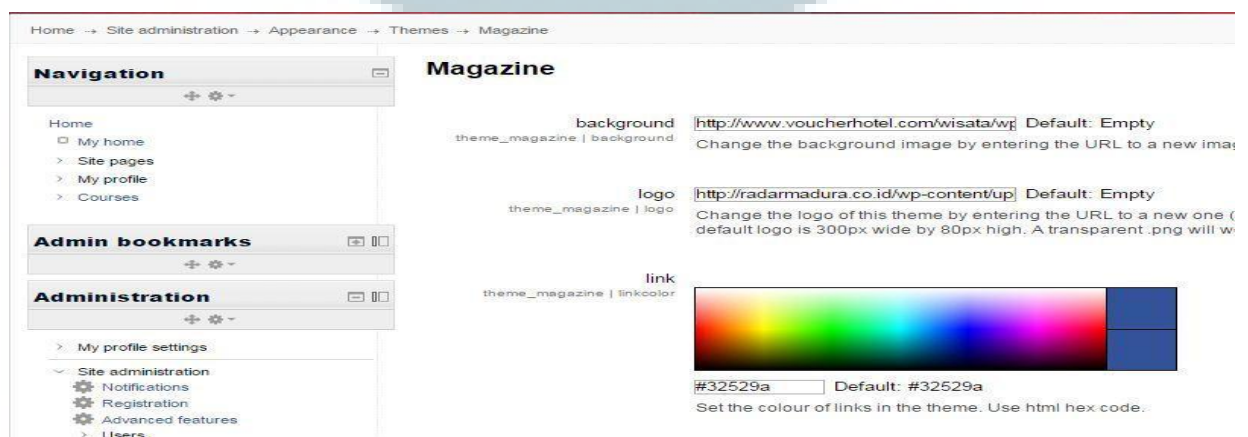 Home → Site administration → Appearance → Themes → Magazine
Navigation
Home
My home
Site pages
My profile
Courses
Admin bookmarks
Administration
My profile settings
Site administration
Notifications
Registration
Advanced features
Users
Magazine
background
theme_magazine | background
http://www.voucherhotel.com/wisata/wp Default: Empty
Change the background image by entering the URL to a new imag
logo
theme_magazine | logo
http://radarmadura.co.id/wp-content/up Default: Empty
Change the logo of this theme by entering the URL to a new one (
default logo is 300px wide by 80px high. A transparent .png will w
link
theme_magazine | linkcolor
#32529a Default: #32529a
Set the colour of links in the theme. Use html hex code.